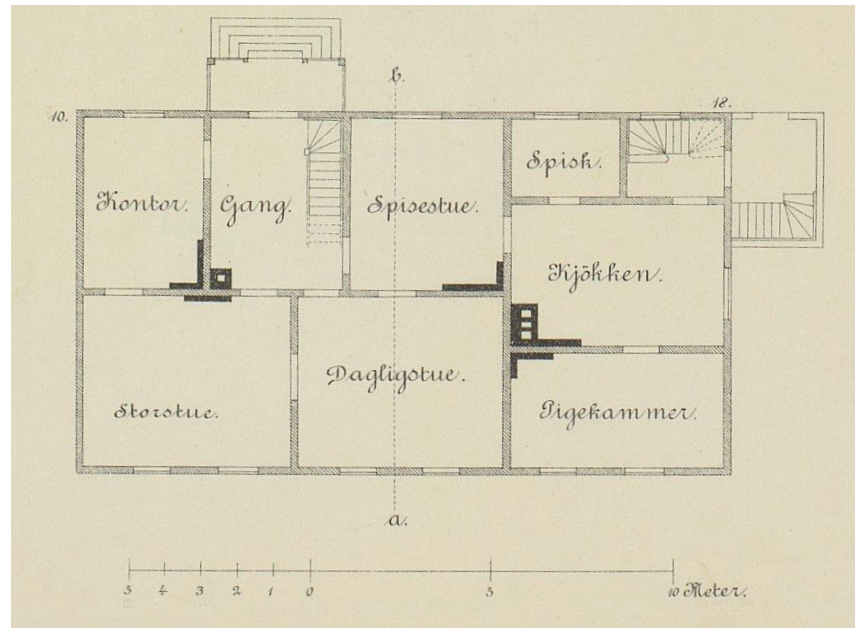 b.
10.
18.
Kontor.
Gang.
Spisestue.
Spisk.
Kjökken.
Storstue.
Dagligstue.
Pigekammer.
a.
5 4 3 2 1 0 5 10 Meter.